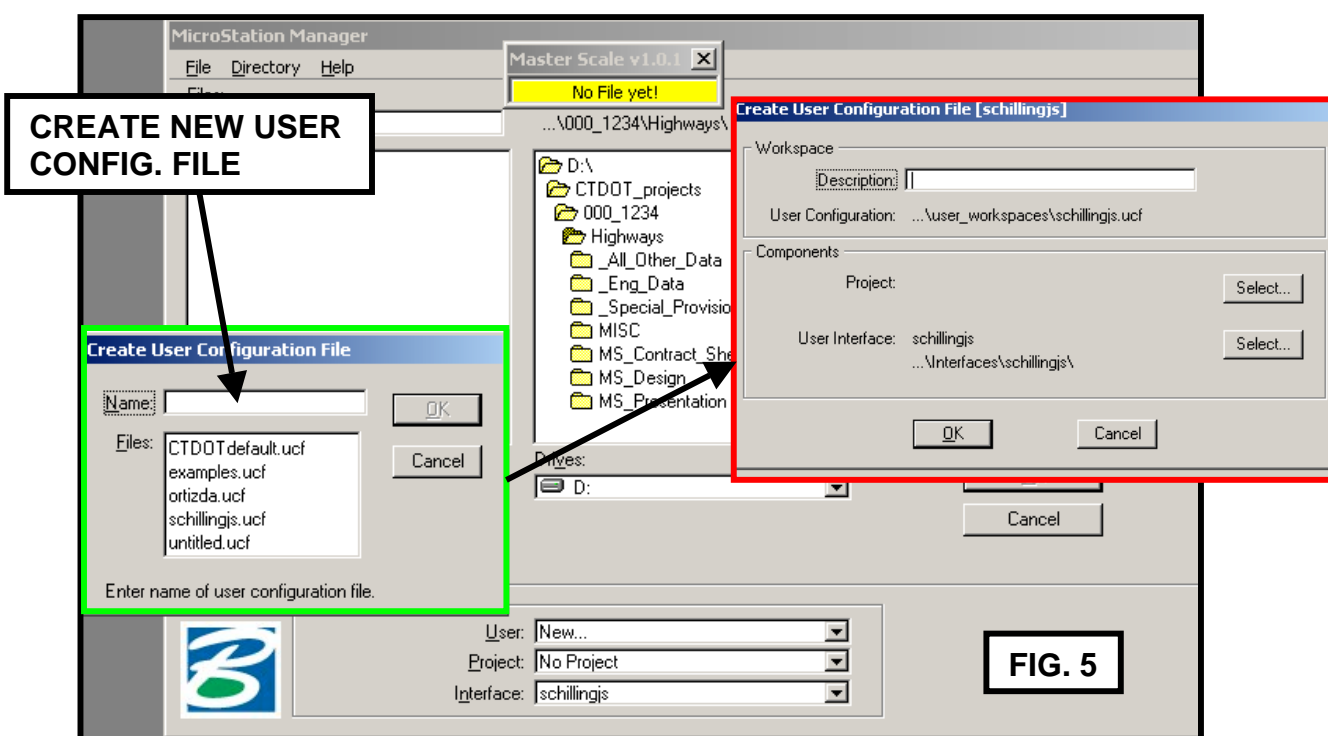 MicroStation Manager
File Directory Help
Files:
Master Scale v1.0.1
No File yet!
CREATE NEW USER
CONFIG. FILE
...\000_1234\Highways\
D:\
CTDOT_projects
000_1234
Highways
_All_Other_Data
_Eng_Data
_Special_Provisio
MISC
MS_Contract_She
MS_Design
MS_Presentation
Drives:
D:
Cancel
Create User Configuration File [schillingjs]
Workspace
Description:
User Configuration: ...\user_workspaces\schillingjs.ucf
Components
Project:
Select...
User Interface: schillingjs
Select...
...\Interfaces\schillingjs\
OK Cancel
Create User Configuration File
Name:
OK
Files:
CTDOTdefault.ucf
Cancel
examples.ucf
ortizda.ucf
schillingjs.ucf
untitled.ucf
Enter name of user configuration file.
User: New...
Project: No Project
Interface: schillingjs
FIG. 5